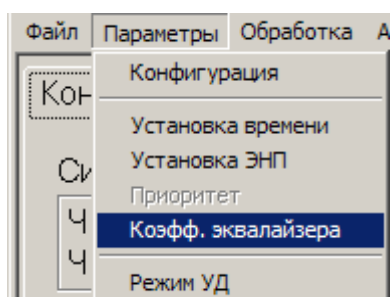 Файл Параметры Обработка
Конфигурация
Установка времени
Установка ЭНП
Приоритет
Коэфф. эквалайзера
Режим УД